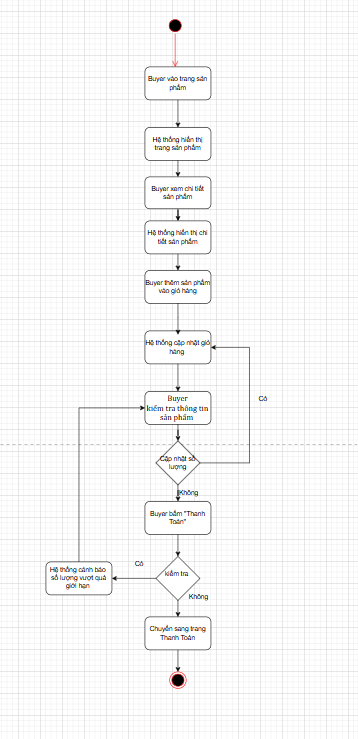 Buyer vào trang sản
phẩm
Hệ thống hiển thị
trang sản phẩm
Buyer xem chi tiết
sản phẩm
Hệ thống hiển thị chi
tiết sản phẩm
Buyer thêm sản phẩm
vào giỏ hàng
Hệ thống cập nhật giỏ
hàng
Có
Buyer
kiểm tra thông tin
sản phẩm
Cập nhật số
lượng
Không
Buyer bấm "Thanh
Toán"
Có
kiểm tra
Hệ thống cảnh báo
số lượng vượt quá
giới hạn
Không
Chuyển sang trang
Thanh Toán